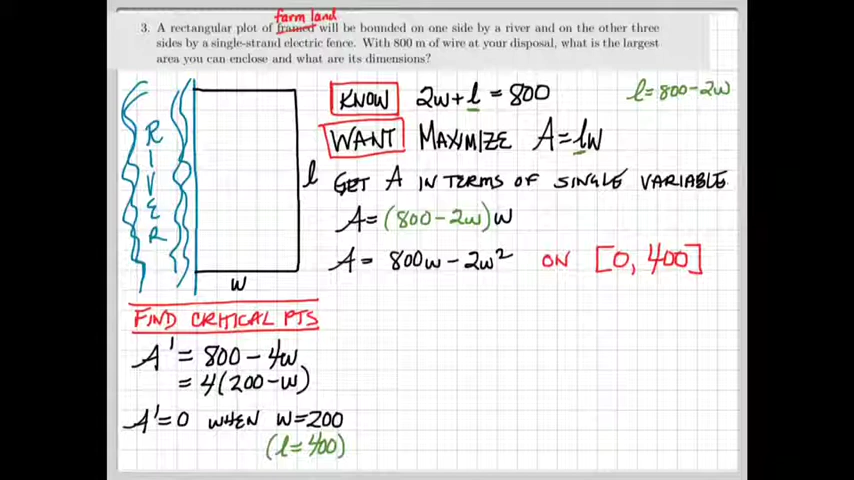 farm land
3. A rectangular plot of framed will be bounded on one side by a river and on the other three
sides by a single-strand electric fence. With 800 m of wire at your disposal, what is the largest
area you can enclose and what are its dimensions?
RIVER
l
w
KNOW 2w+l=800 l=800-2w
WANT MAXIMIZE A=lw
GET A IN TERMS OF SINGLE VARIABLE
A=(800-2w)w
A= 800w-2w² ON [0, 400]
FIND CRITICAL PTS
A'= 800-4w
= 4(200-w)
A'=0 WHEN w=200
(l=400)